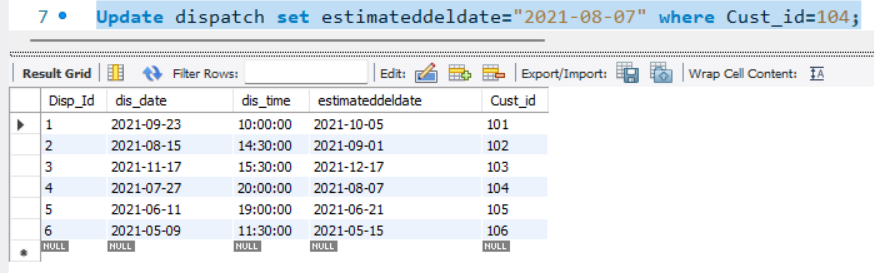 7 Update dispatch set estimateddeldate="2021-08-07" where Cust_id=104;
Result Grid Filter Rows: Edit: Export/Import: Wrap Cell Content: IA
Disp_Id dis_date dis_time estimateddeldate Cust_id
1 2021-09-23 10:00:00 2021-10-05 101
2 2021-08-15 14:30:00 2021-09-01 102
3 2021-11-17 15:30:00 2021-12-17 103
4 2021-07-27 20:00:00 2021-08-07 104
5 2021-06-11 19:00:00 2021-06-21 105
6 2021-05-09 11:30:00 2021-05-15 106
NULL NULL NULL NULL NULL